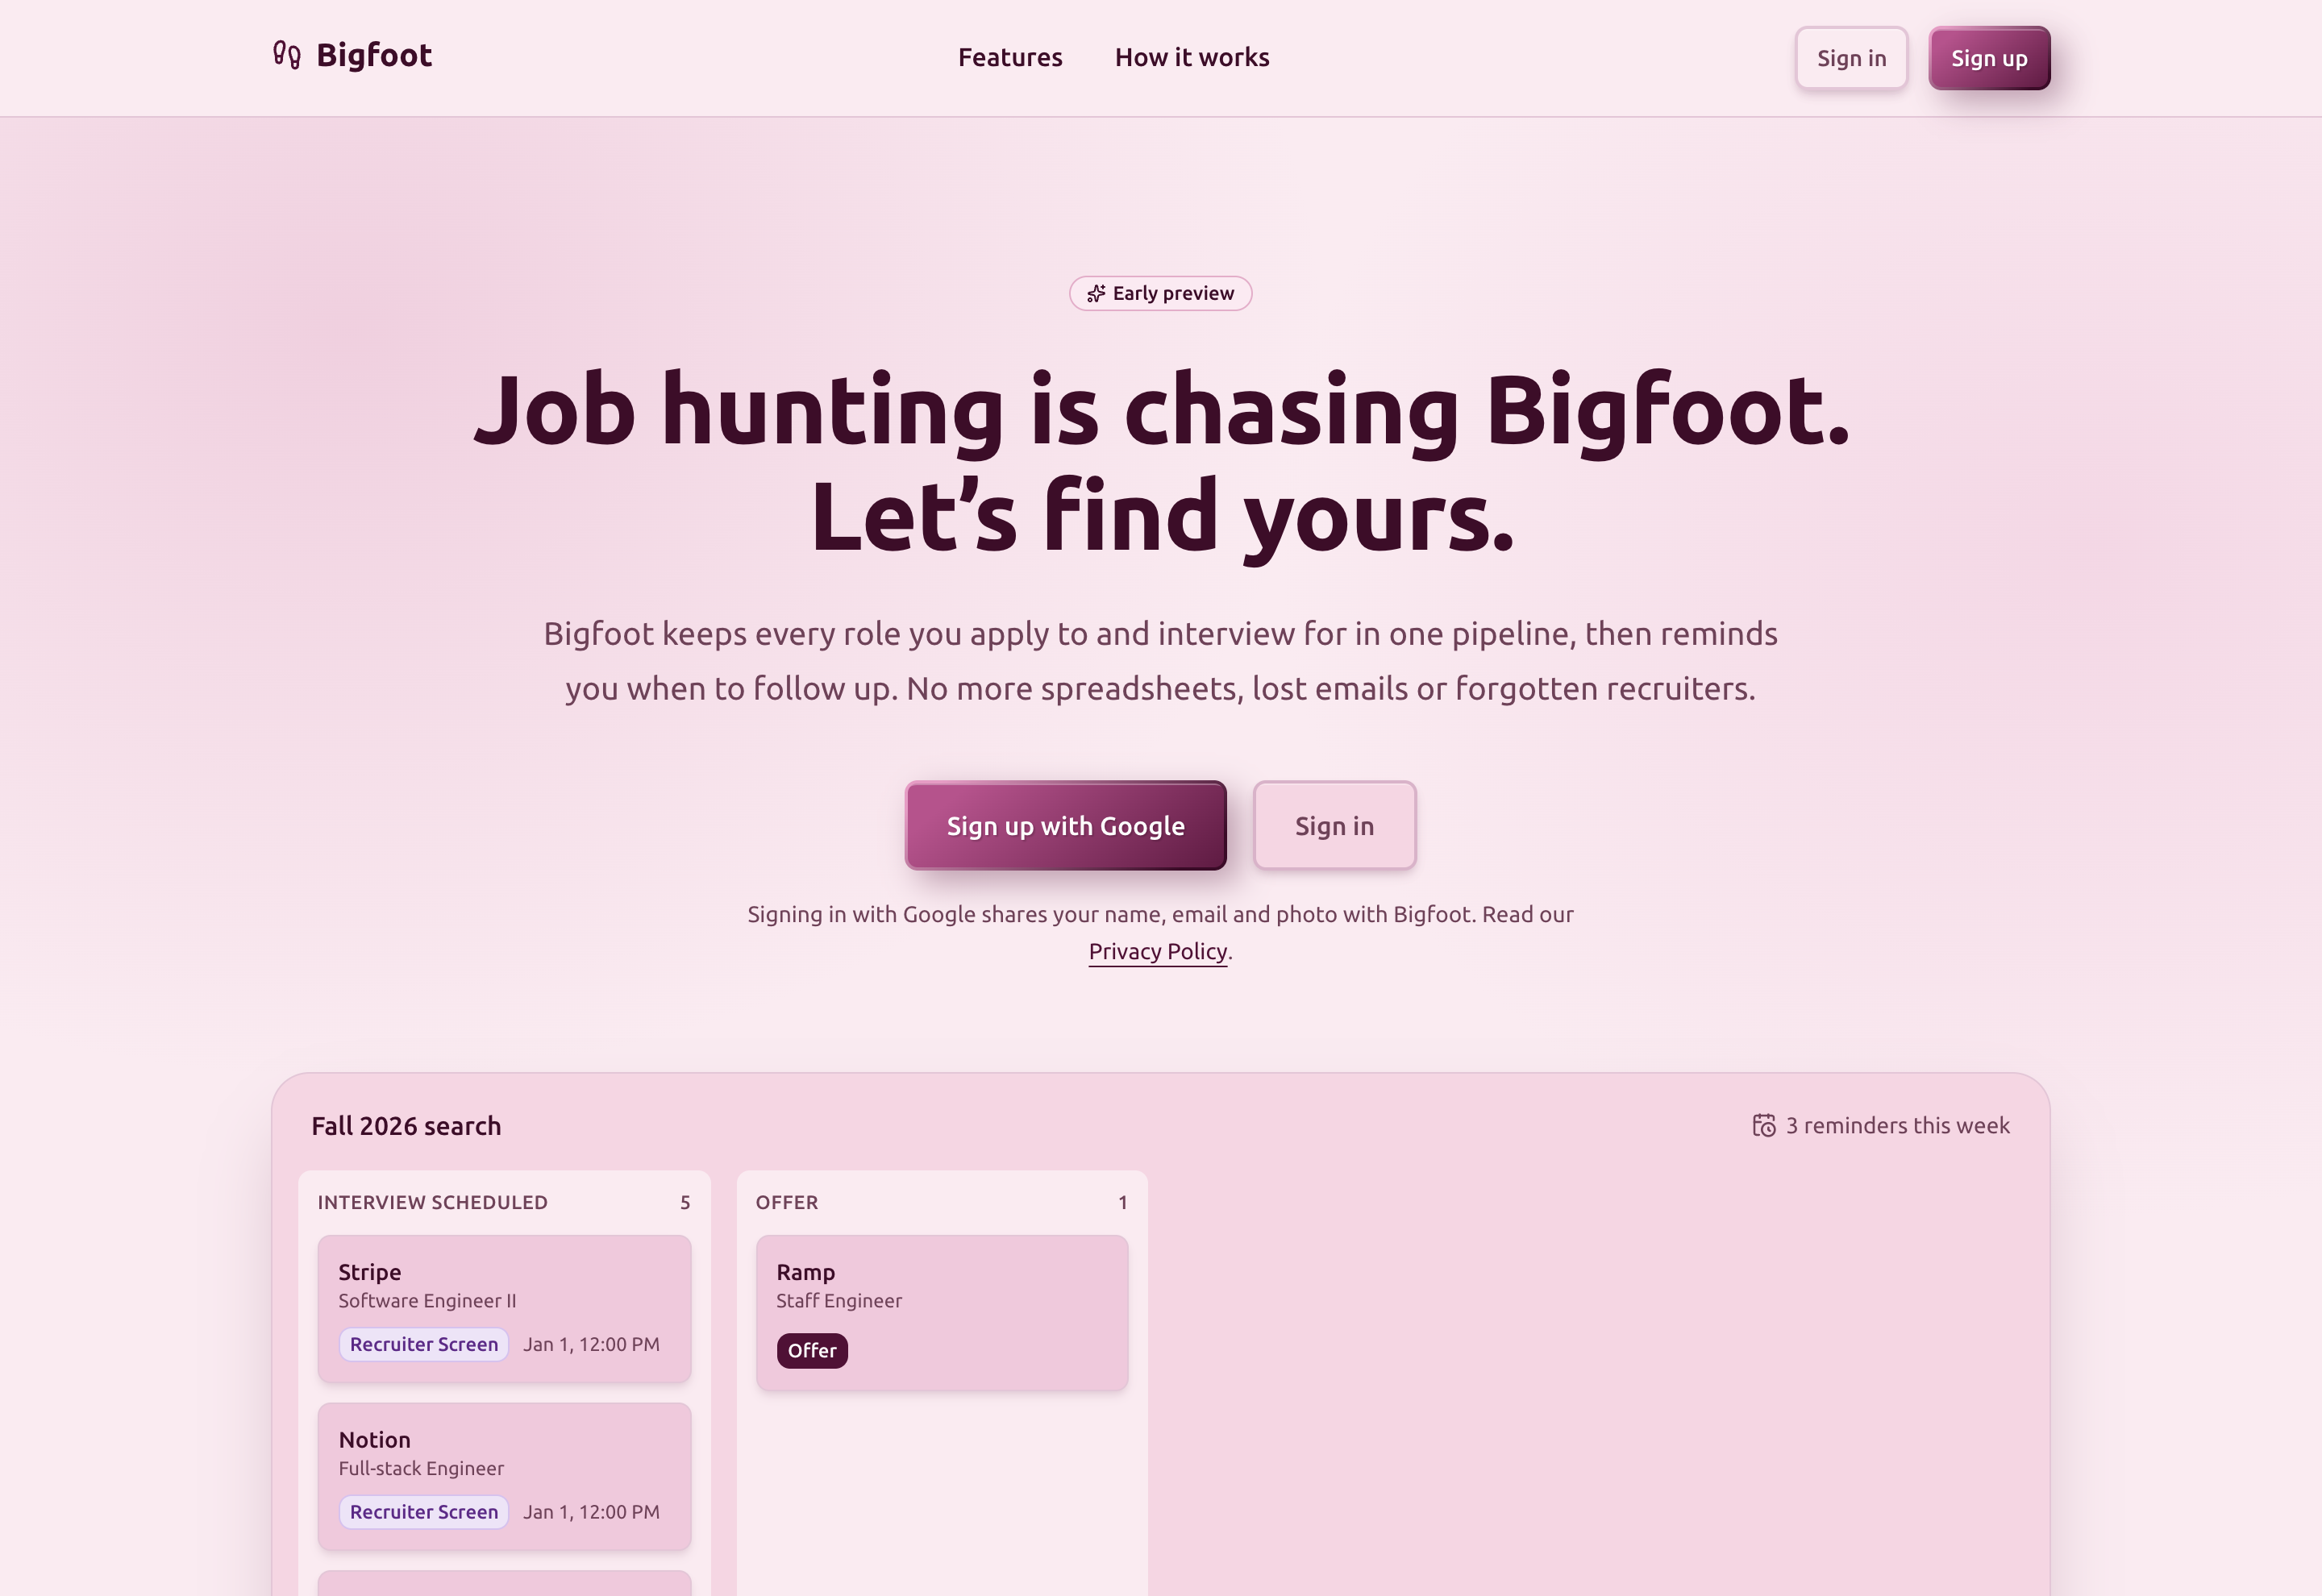 Bigfoot
Features
How it works
Sign in
Sign up
Early preview
Job hunting is chasing Bigfoot.
Let’s find yours.
Bigfoot keeps every role you apply to and interview for in one pipeline, then reminds
you when to follow up. No more spreadsheets, lost emails or forgotten recruiters.
Sign up with Google
Sign in
Signing in with Google shares your name, email and photo with Bigfoot. Read our
Privacy Policy.
Fall 2026 search
3 reminders this week
INTERVIEW SCHEDULED
5
Stripe
Software Engineer II
Recruiter Screen
Jan 1, 12:00 PM
Notion
Full-stack Engineer
Recruiter Screen
Jan 1, 12:00 PM
OFFER
1
Ramp
Staff Engineer
Offer